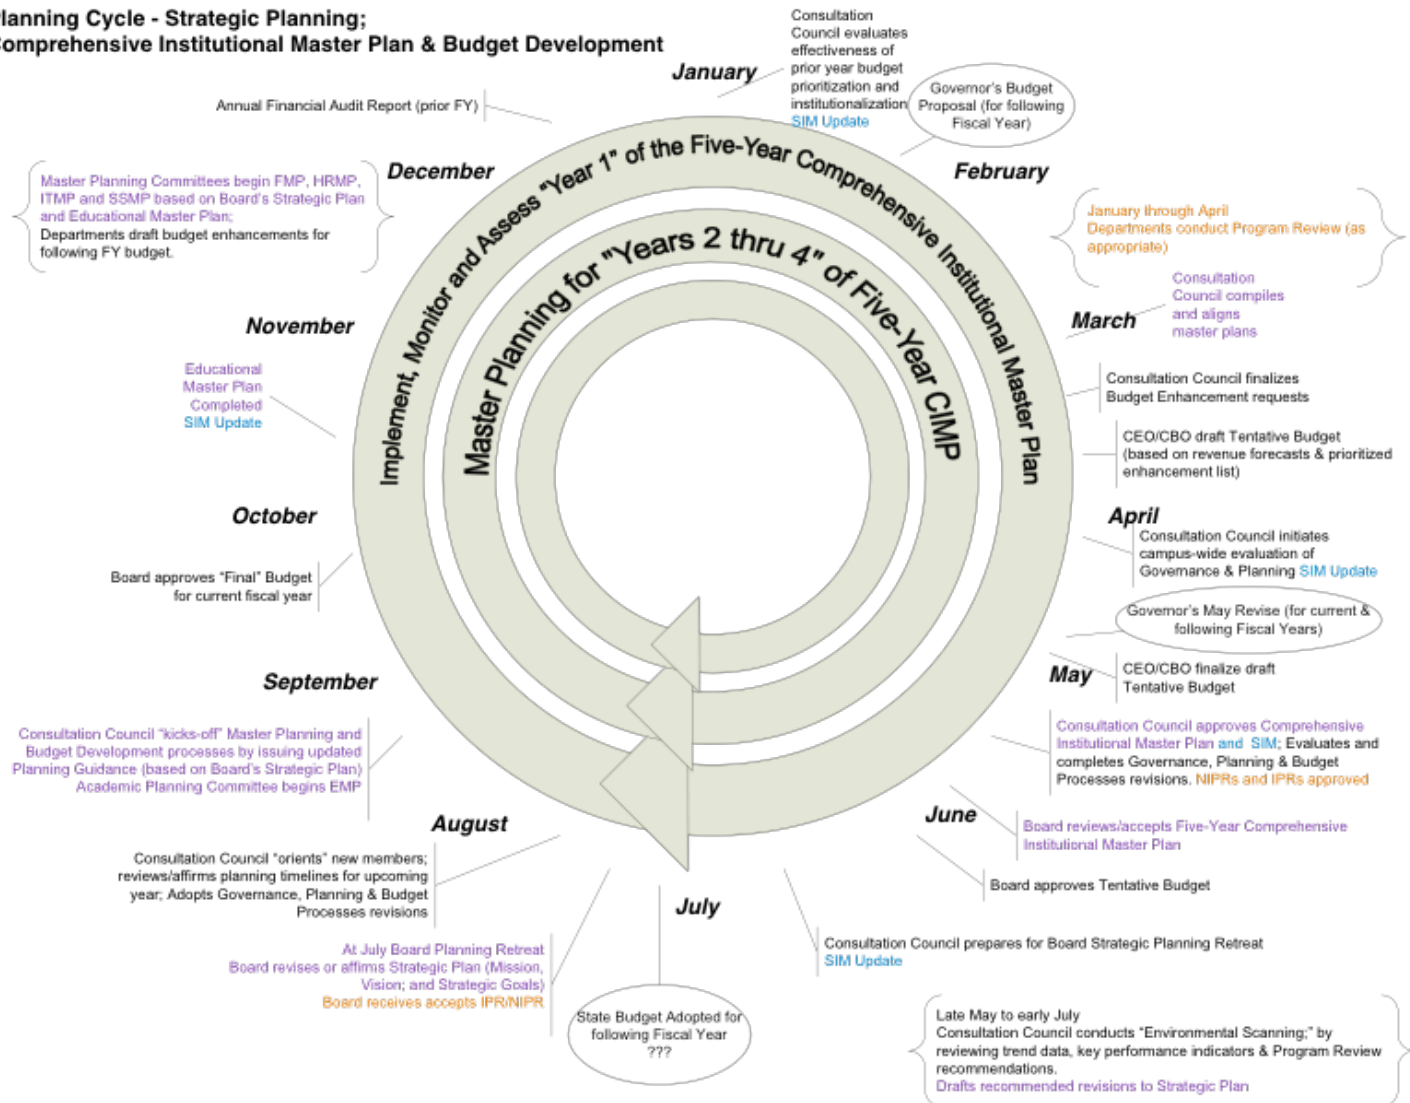 lanning Cycle - Strategic Planning;
omprehensive Institutional Master Plan & Budget Development
January
Consultation
Council evaluates
effectiveness of
prior year budget
prioritization and
institutionalization
SIM Update
Governor's Budget
Proposal (for following
Fiscal Year)
February
January through April
Departments conduct Program Review (as
appropriate)
Consultation
Council compiles
and aligns
master plans
March
Consultation Council finalizes
Budget Enhancement requests
CEO/CBO draft Tentative Budget
(based on revenue forecasts & prioritized
enhancement list)
April
Consultation Council initiates
campus-wide evaluation of
Governance & Planning SIM Update
Governor's May Revise (for current &
following Fiscal Years)
May
CEO/CBO finalize draft
Tentative Budget
Consultation Council approves Comprehensive
Institutional Master Plan and SIM; Evaluates and
completes Governance, Planning & Budget
Processes revisions. NIPRs and IPRs approved
June
Board reviews/accepts Five-Year Comprehensive
Institutional Master Plan
Board approves Tentative Budget
July
Consultation Council prepares for Board Strategic Planning Retreat
SIM Update
Late May to early July
Consultation Council conducts "Environmental Scanning;" by
reviewing trend data, key performance indicators & Program Review
recommendations.
Drafts recommended revisions to Strategic Plan
State Budget Adopted for
following Fiscal Year
???
At July Board Planning Retreat
Board revises or affirms Strategic Plan (Mission,
Vision; and Strategic Goals)
Board receives accepts IPR/NIPR
August
Consultation Council "orients" new members;
reviews/affirms planning timelines for upcoming
year; Adopts Governance, Planning & Budget
Processes revisions
September
Consultation Council "kicks-off" Master Planning and
Budget Development processes by issuing updated
Planning Guidance (based on Board's Strategic Plan)
Academic Planning Committee begins EMP
October
Board approves "Final" Budget
for current fiscal year
November
Educational
Master Plan
Completed
SIM Update
December
Master Planning Committees begin FMP, HRMP,
ITMP and SSMP based on Board's Strategic Plan
and Educational Master Plan;
Departments draft budget enhancements for
following FY budget.
Annual Financial Audit Report (prior FY)
Implement, Monitor and Assess "Year 1" of the Five-Year Comprehensive Institutional Master Plan
Master Planning for "Years 2 thru 4" of Five-Year CIMP